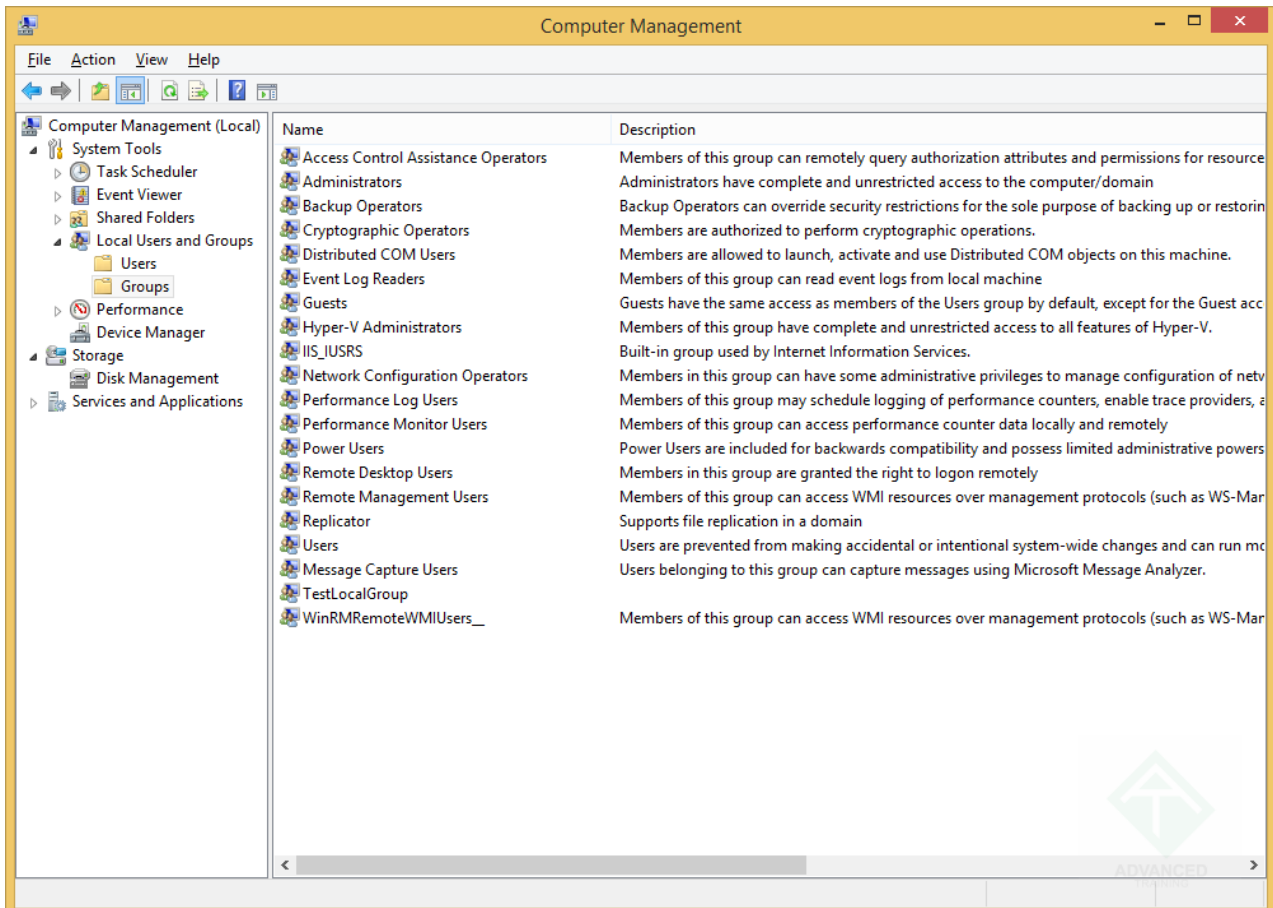 Computer Management
File Action View Help
Computer Management (Local)
System Tools
Task Scheduler
Event Viewer
Shared Folders
Local Users and Groups
Users
Groups
Performance
Device Manager
Storage
Disk Management
Services and Applications
Name Description
Access Control Assistance Operators Members of this group can remotely query authorization attributes and permissions for resource
Administrators Administrators have complete and unrestricted access to the computer/domain
Backup Operators Backup Operators can override security restrictions for the sole purpose of backing up or restorin
Cryptographic Operators Members are authorized to perform cryptographic operations.
Distributed COM Users Members are allowed to launch, activate and use Distributed COM objects on this machine.
Event Log Readers Members of this group can read event logs from local machine
Guests Guests have the same access as members of the Users group by default, except for the Guest acc
Hyper-V Administrators Members of this group have complete and unrestricted access to all features of Hyper-V.
IIS_IUSRS Built-in group used by Internet Information Services.
Network Configuration Operators Members in this group can have some administrative privileges to manage configuration of netw
Performance Log Users Members of this group may schedule logging of performance counters, enable trace providers, a
Performance Monitor Users Members of this group can access performance counter data locally and remotely
Power Users Power Users are included for backwards compatibility and possess limited administrative powers
Remote Desktop Users Members in this group are granted the right to logon remotely
Remote Management Users Members of this group can access WMI resources over management protocols (such as WS-Man
Replicator Supports file replication in a domain
Users Users are prevented from making accidental or intentional system-wide changes and can run mo
Message Capture Users Users belonging to this group can capture messages using Microsoft Message Analyzer.
TestLocalGroup
WinRMRemoteWMIUsers__ Members of this group can access WMI resources over management protocols (such as WS-Man
ADVANCED
TRAINING